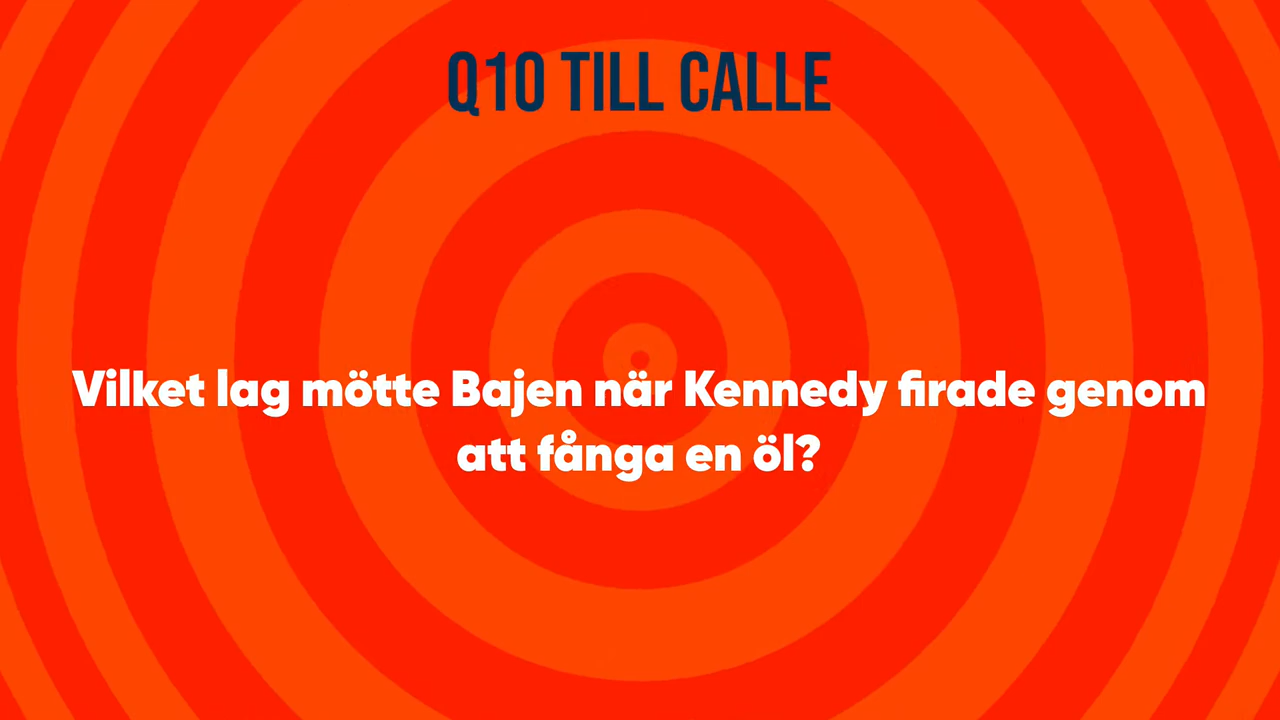 Q10 TILL CALLE
Vilket lag mötte Bajen när Kennedy firade genom
att fånga en öl?